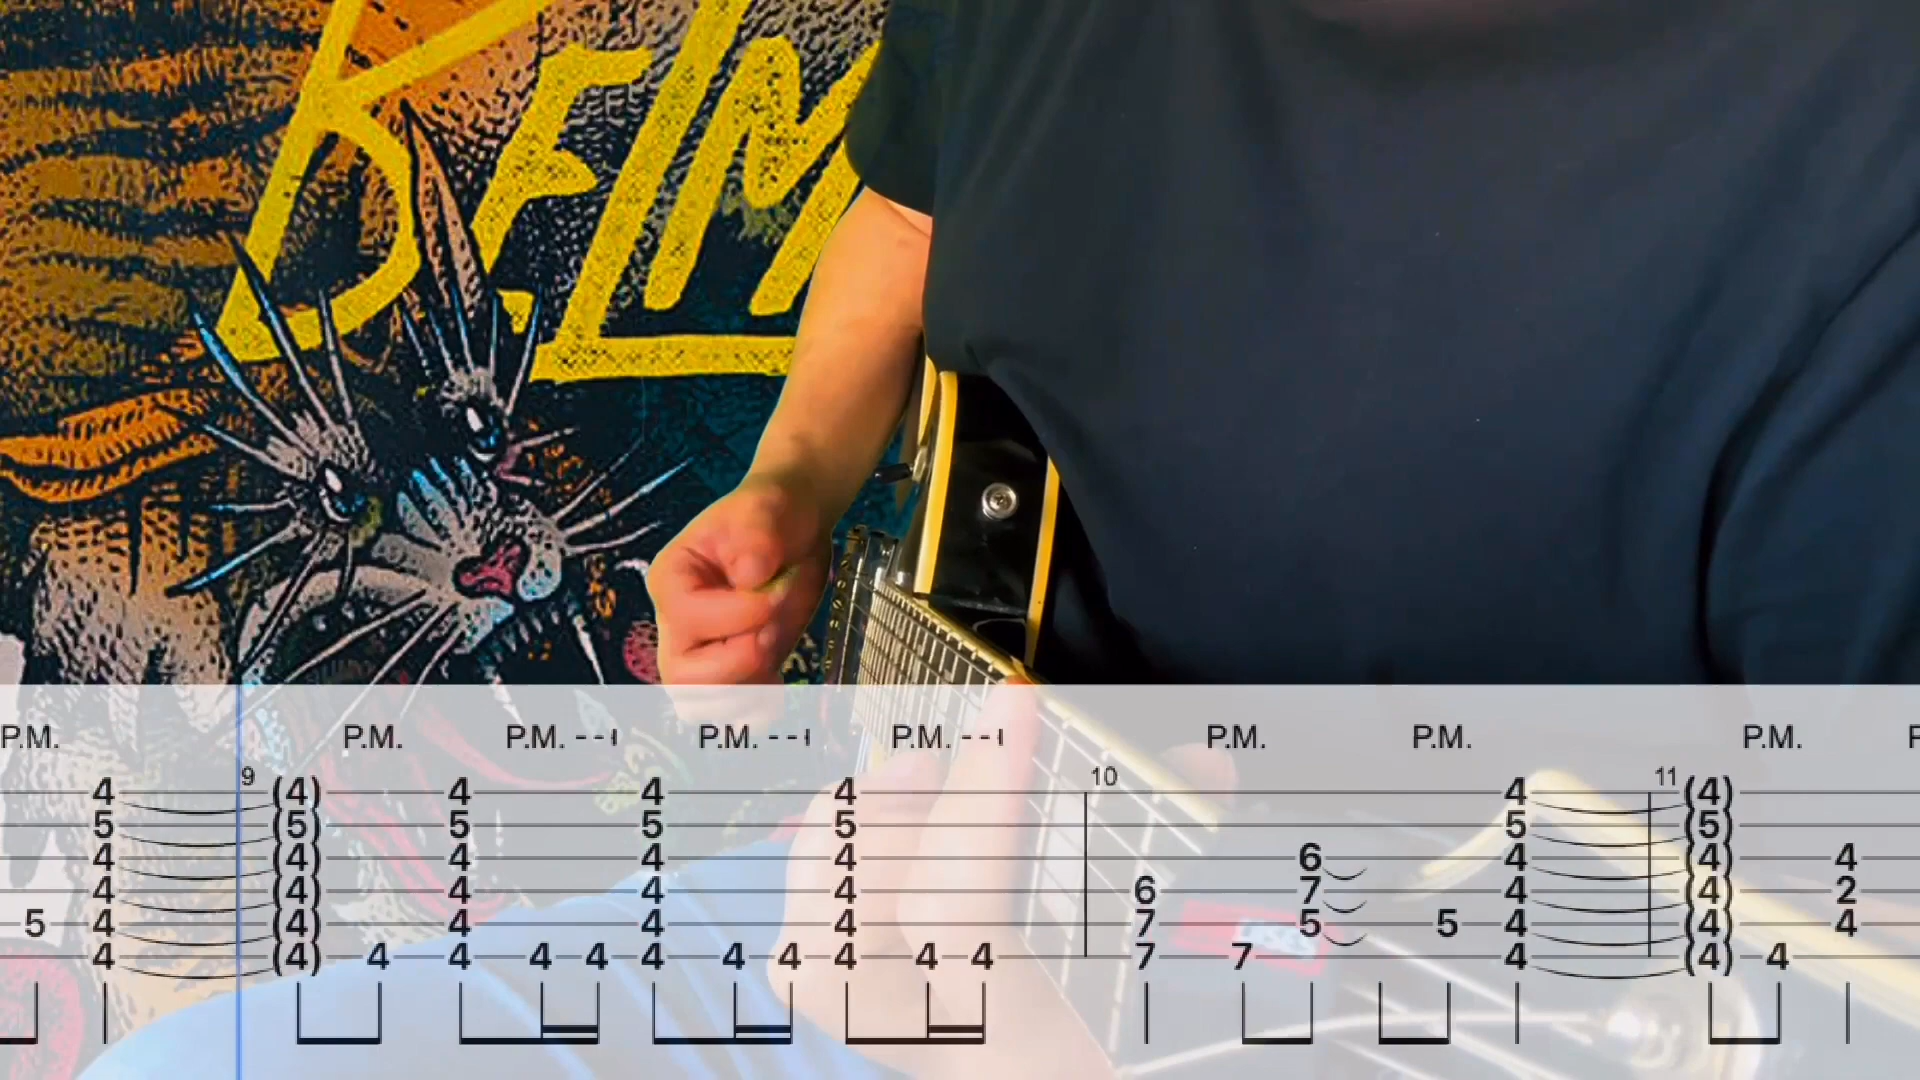 BELM
P.M. P.M. P.M. --| P.M. --| P.M. --| P.M. P.M. P.M. P
9 10 11
4 (4) 4 4 4 4 (4)
5 (5) 5 5 5 5 (5)
4 (4) 4 4 4 6 4 (4) 4
4 (4) 4 4 4 6 7 4 (4) 2
5 4 (4) 4 4 4 7 5 5 4 (4) 4
4 (4) 4 4 4 4 4 4 4 4 4 4 7 7 4 (4) 4